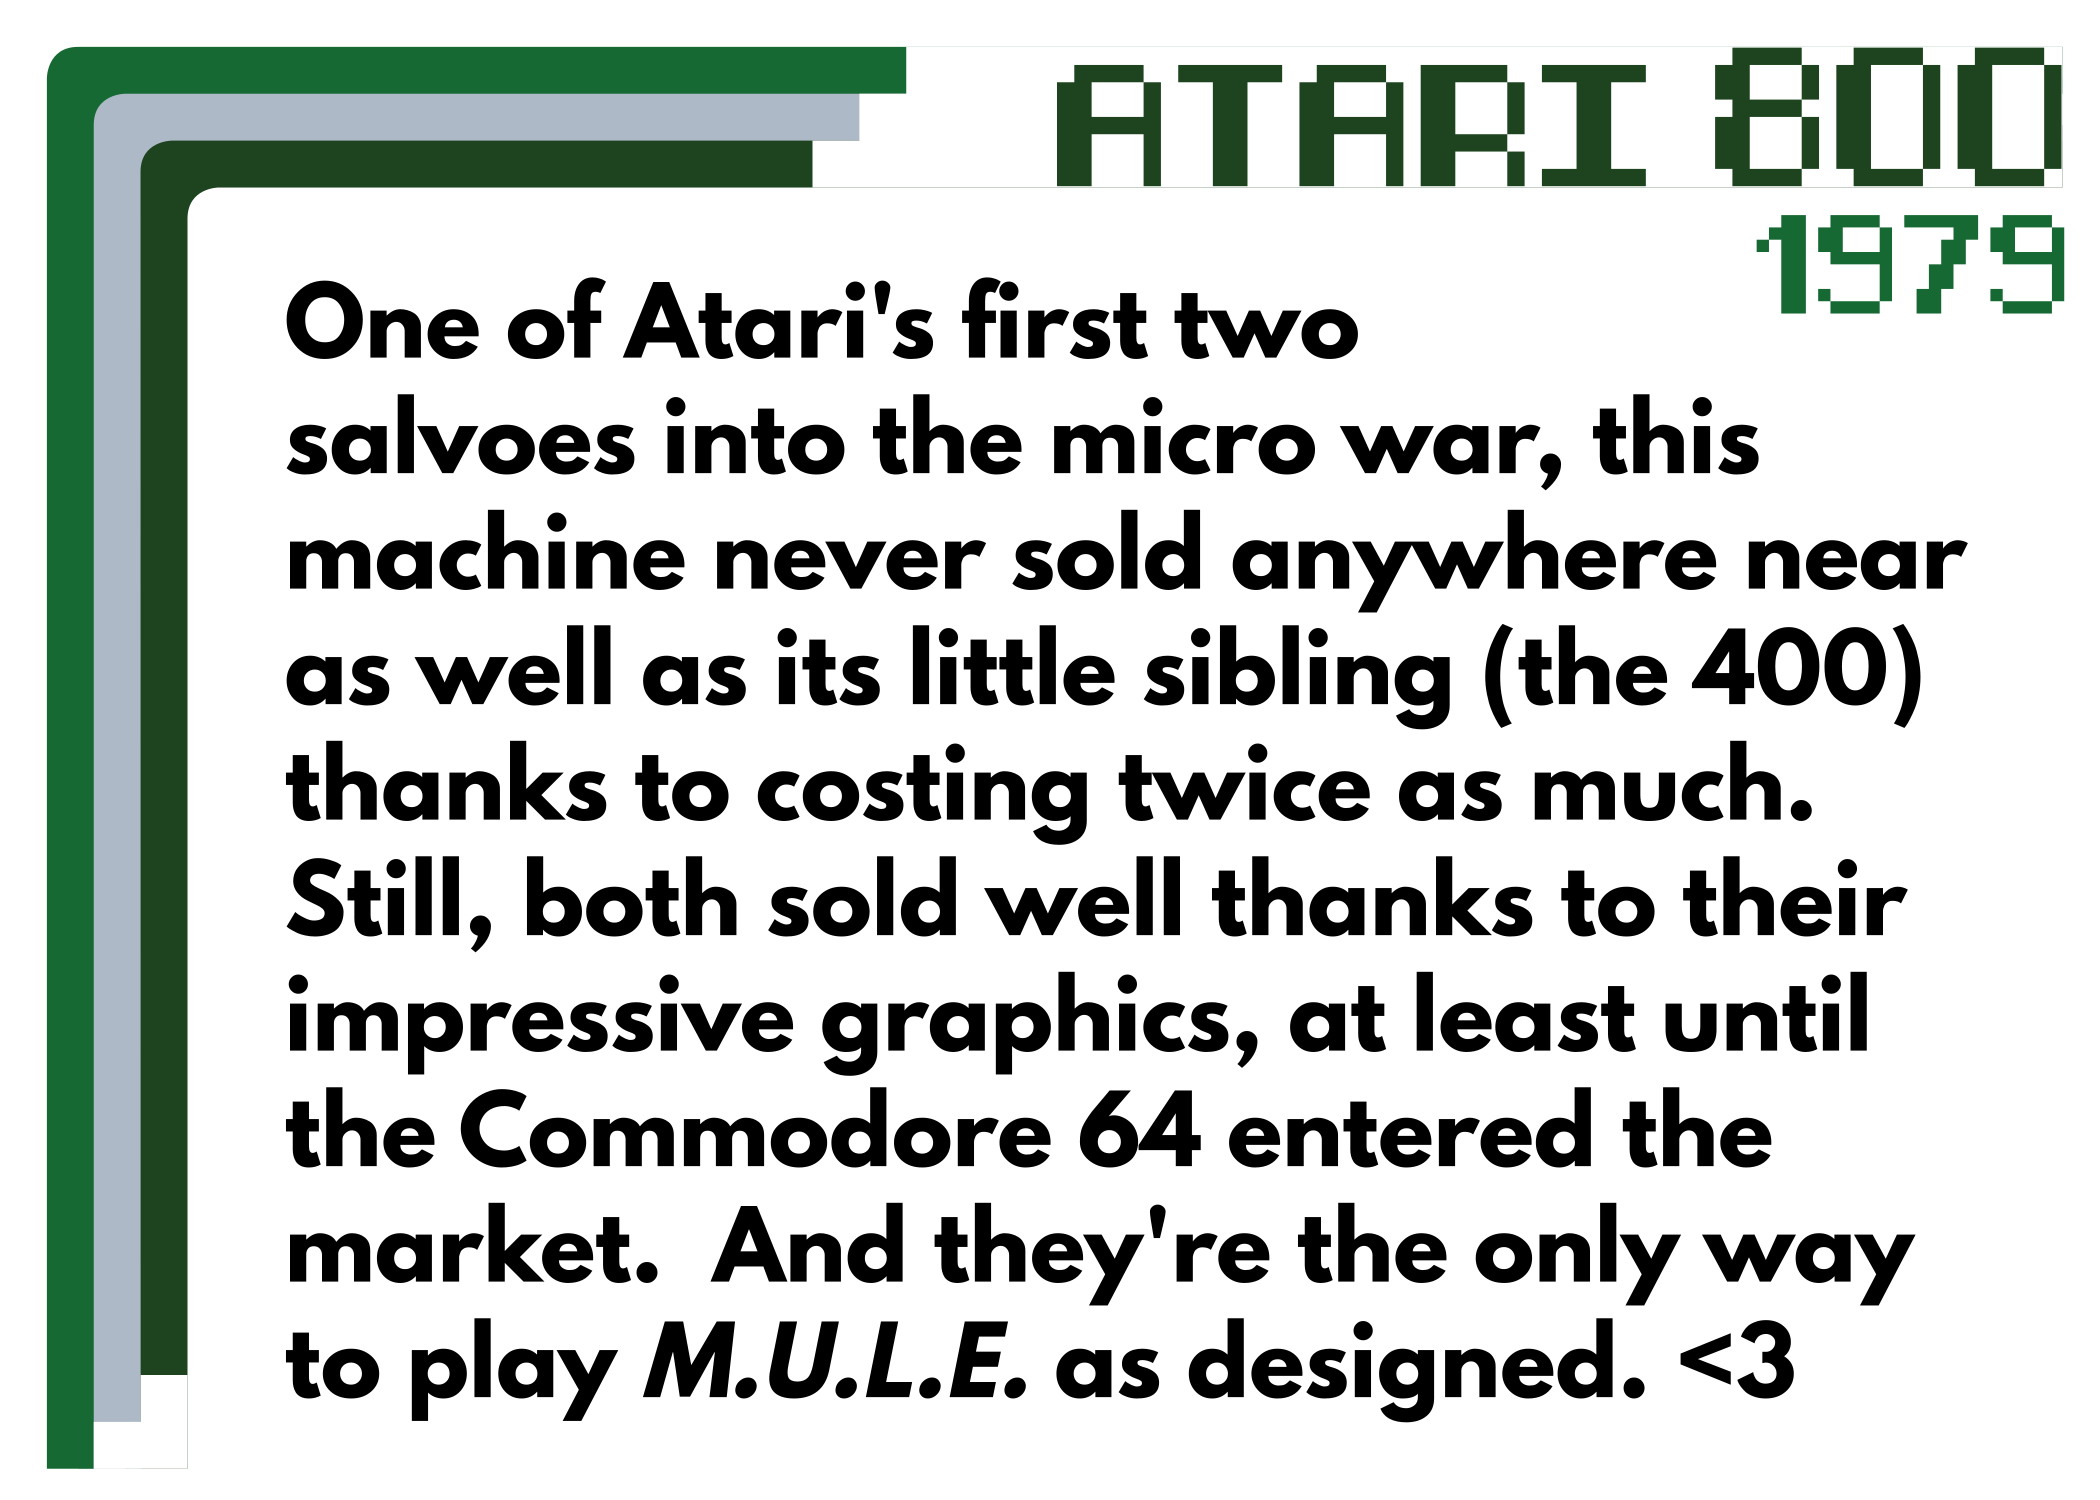 ATARI 800
1979
One of Atari's first two
salvoes into the micro war, this
machine never sold anywhere near
as well as its little sibling (the 400)
thanks to costing twice as much.
Still, both sold well thanks to their
impressive graphics, at least until
the Commodore 64 entered the
market.  And they're the only way
to play M.U.L.E. as designed. <3